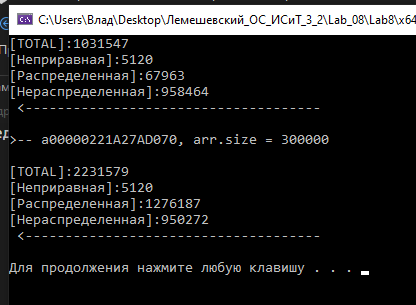 C:\Users\Влад\Desktop\Лемешевский_ОС_ИСиТ_3_2\Lab_08\Lab8\x64
[TOTAL]:1031547
[Неприравная]:5120
[Распределенная]:67963
[Нераспределенная]:958464
<------------------------------------
>-- a00000221A27AD070, arr.size = 300000
[TOTAL]:2231579
[Неприравная]:5120
[Распределенная]:1276187
[Нераспределенная]:950272
<------------------------------------
Для продолжения нажмите любую клавишу . . .